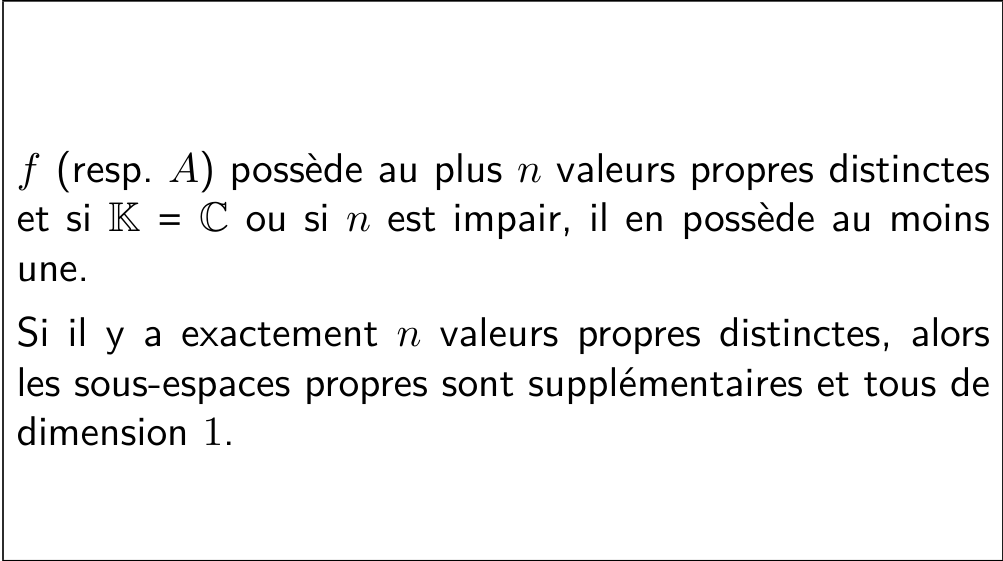 f (resp. A) possède au plus n valeurs propres distinctes
et si 𝕂 = ℂ ou si n est impair, il en possède au moins
une.
Si il y a exactement n valeurs propres distinctes, alors
les sous-espaces propres sont supplémentaires et tous de
dimension 1.